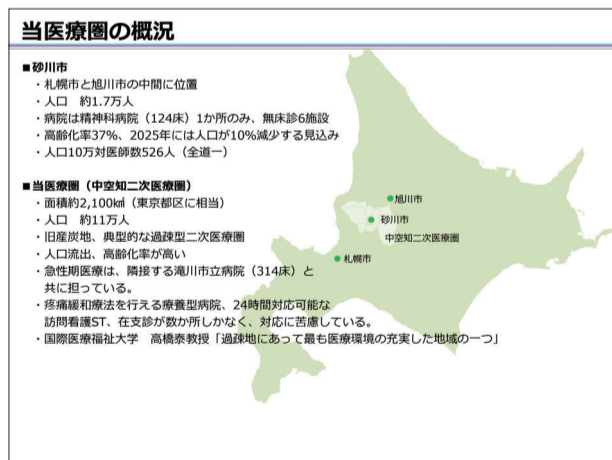 当医療圏の概況
■砂川市
・札幌市と旭川市の中間に位置
・人口　約1.7万人
・病院は精神科病院（124床）1か所のみ、無床診6施設
・高齢化率37%、2025年には人口が10%減少する見込み
・人口10万対医師数526人（全道一）
■当医療圏（中空知二次医療圏）
・面積約2,100㎢（東京都区に相当）
・人口　約11万人
・旧産炭地、典型的な過疎型二次医療圏
・人口流出、高齢化率が高い
・急性期医療は、隣接する滝川市立病院（314床）と
共に担っている。
・疼痛緩和療法を行える療養型病院、24時間対応可能な
訪問看護ST、在支診が数か所しかなく、対応に苦慮している。
・国際医療福祉大学　高橋泰教授「過疎地にあって最も医療環境の充実した地域の一つ」
旭川市
砂川市
中空知二次医療圏
札幌市